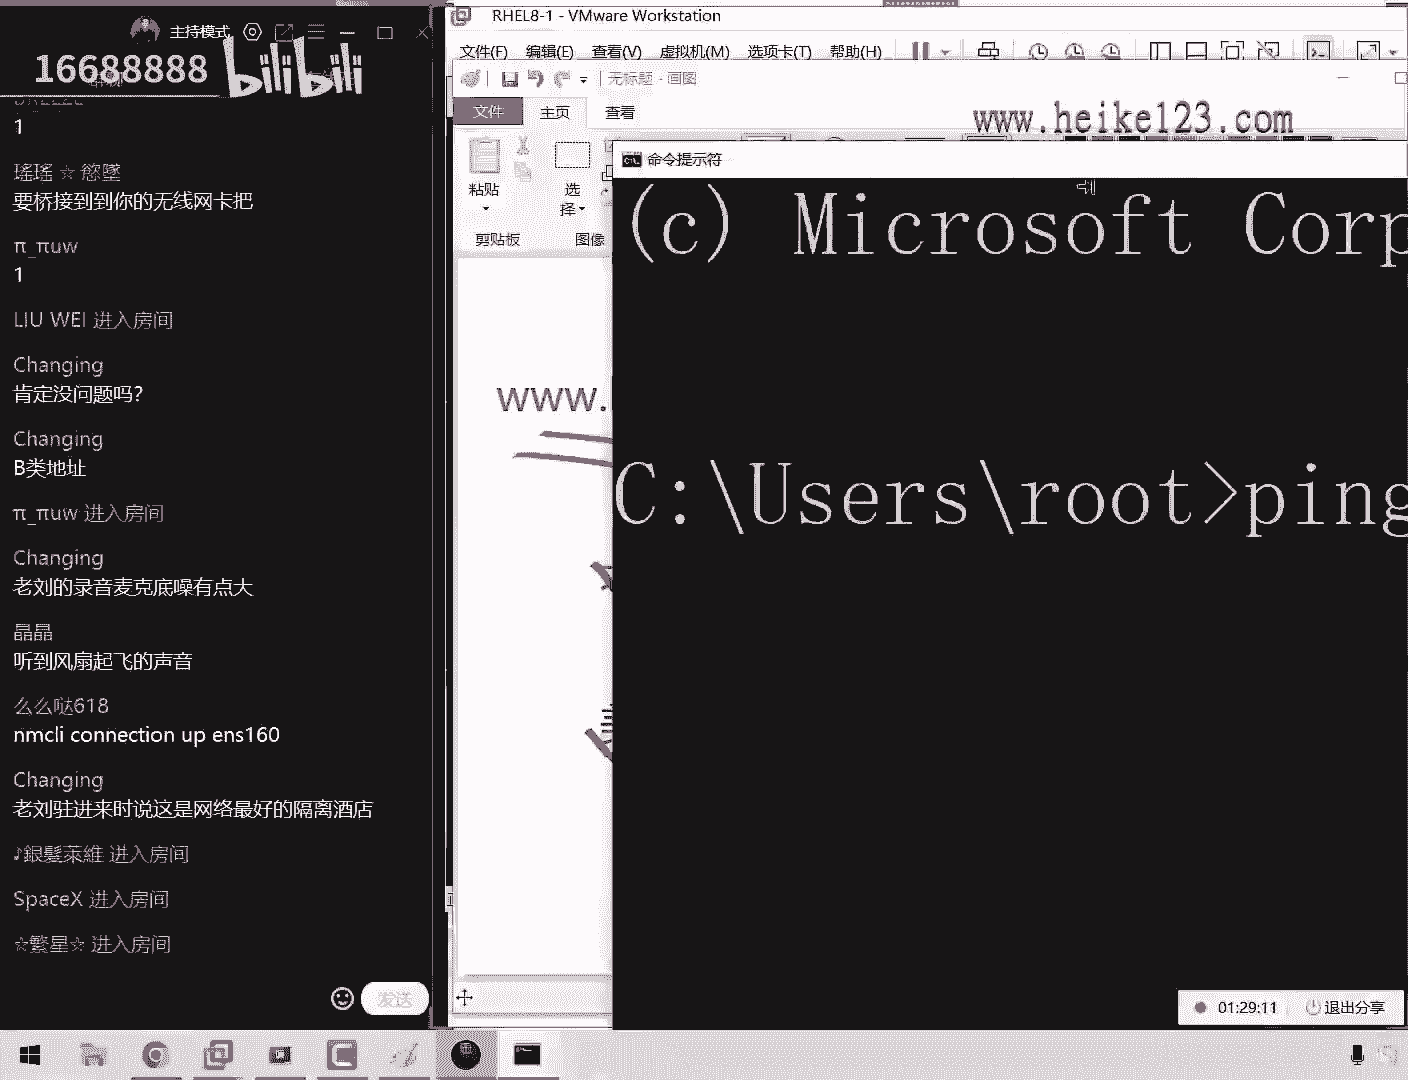 主持模式
16688888 bilibili
1
瑤瑤 ☆ 慾墜
要桥接到到你的无线网卡把
π_πuw
1
LIU WEI 进入房间
Changing
肯定没问题吗?
Changing
B类地址
π_πuw 进入房间
Changing
老刘的录音麦克底噪有点大
晶晶
听到风扇起飞的声音
么么哒618
nmcli connection up ens160
Changing
老刘驻进来时说这是网络最好的隔离酒店
♪銀髮萊維 进入房间
SpaceX 进入房间
☆繁星☆ 进入房间
发送
RHEL8-1 - VMware Workstation
文件(F) 编辑(E) 查看(V) 虚拟机(M) 选项卡(T) 帮助(H)
无标题 - 画图
文件 主页 查看
www.heike123.com
粘贴
选
择
剪贴板
图像
www.
命令提示符
(c) Microsoft Corp
C:\Users\root>ping
01:29:11 退出分享